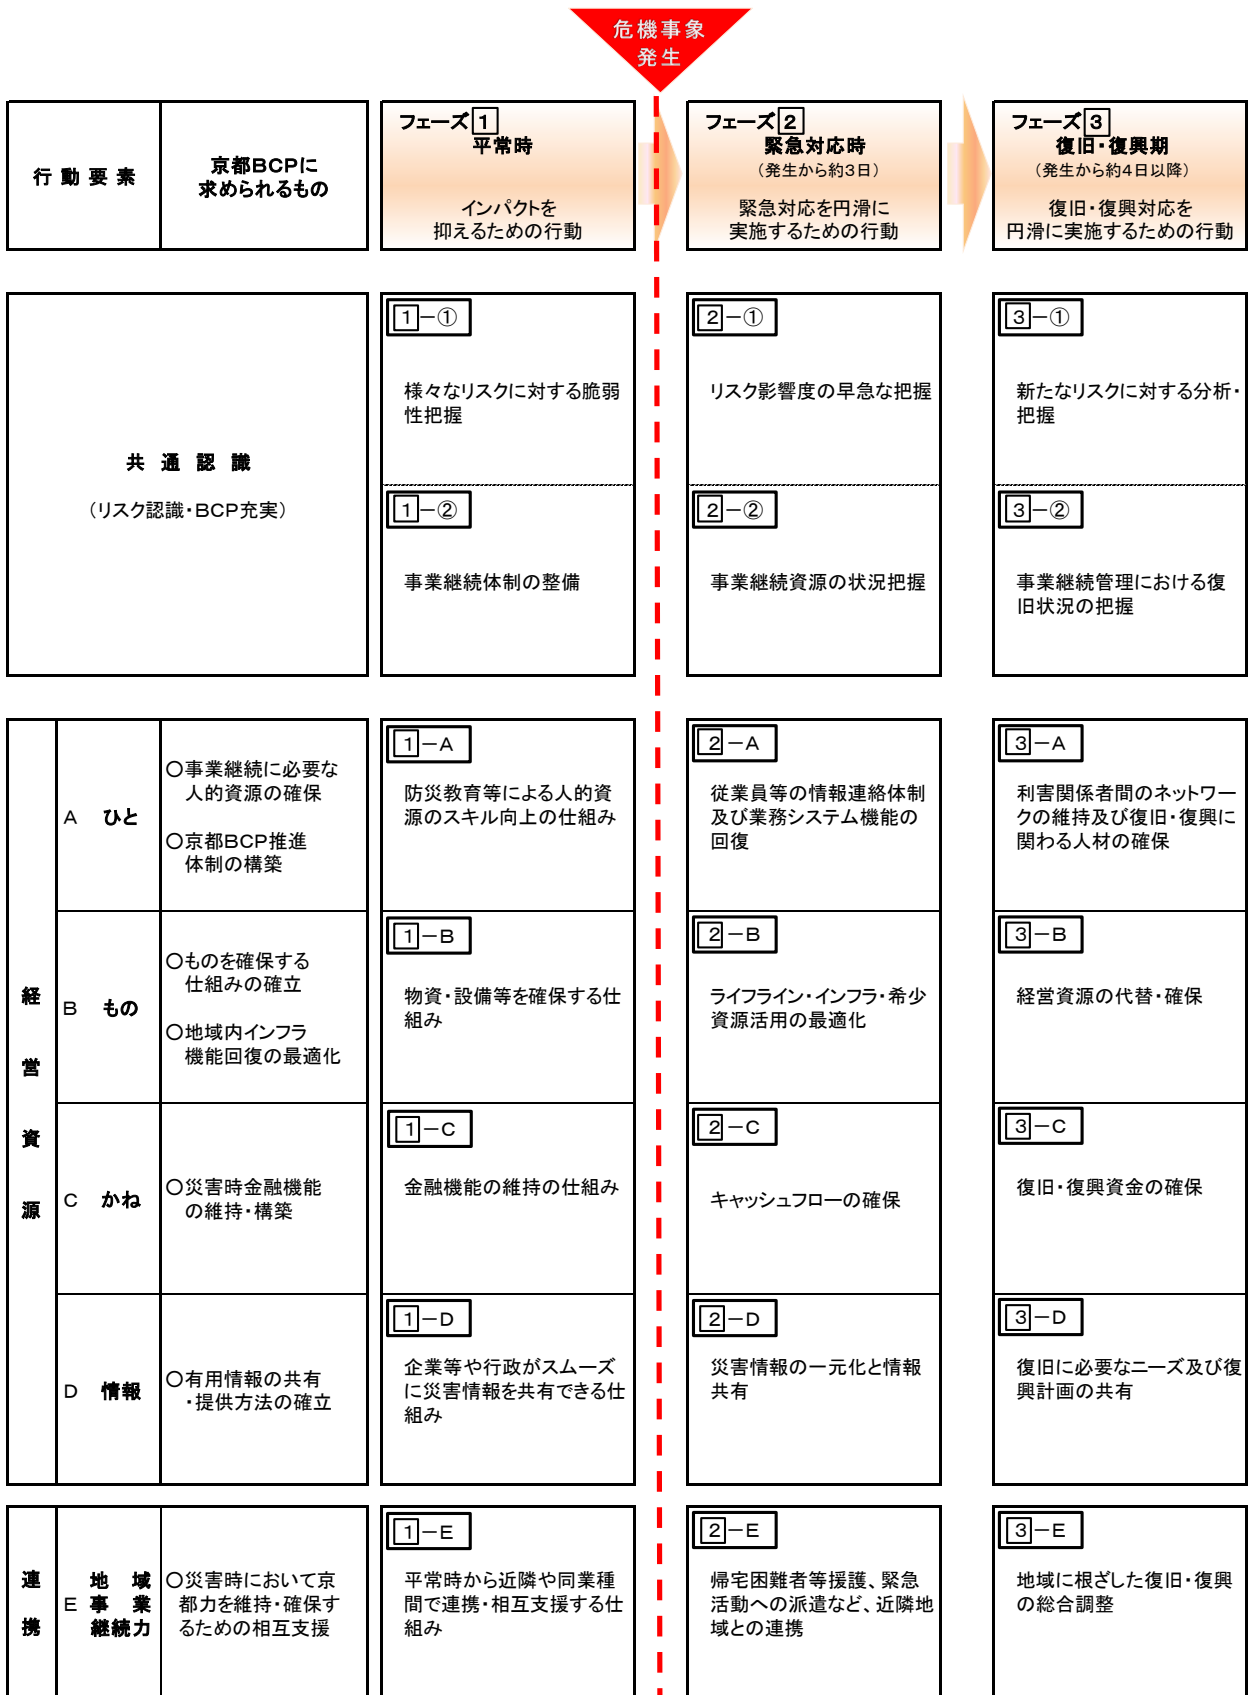 危機事象
発生
行動要素
京都BCPに
求められるもの
フェーズ1
平常時
インパクトを
抑えるための行動
フェーズ2
緊急対応時
(発生から約3日)
緊急対応を円滑に
実施するための行動
フェーズ3
復旧・復興期
(発生から約4日以降)
復旧・復興対応を
円滑に実施するための行動
共通認識
(リスク認識・BCP充実)
1-①
様々なリスクに対する脆弱
性把握
2-①
リスク影響度の早急な把握
3-①
新たなリスクに対する分析・
把握
1-②
事業継続体制の整備
2-②
事業継続資源の状況把握
3-②
事業継続管理における復
旧状況の把握
経営資源
A ひと
○事業継続に必要な
人的資源の確保
○京都BCP推進
体制の構築
1-A
防災教育等による人的資
源のスキル向上の仕組み
2-A
従業員等の情報連絡体制
及び業務システム機能の
回復
3-A
利害関係者間のネットワー
クの維持及び復旧・復興に
関わる人材の確保
B もの
○ものを確保する
仕組みの確立
○地域内インフラ
機能回復の最適化
1-B
物資・設備等を確保する仕
組み
2-B
ライフライン・インフラ・希少
資源活用の最適化
3-B
経営資源の代替・確保
C かね
○災害時金融機能
の維持・構築
1-C
金融機能の維持の仕組み
2-C
キャッシュフローの確保
3-C
復旧・復興資金の確保
D 情報
○有用情報の共有
・提供方法の確立
1-D
企業等や行政がスムーズ
に災害情報を共有できる仕
組み
2-D
災害情報の一元化と情報
共有
3-D
復旧に必要なニーズ及び復
興計画の共有
連携
E
地域
事業
継続力
○災害時において京
都力を維持・確保す
るための相互支援
1-E
平常時から近隣や同業種
間で連携・相互支援する仕
組み
2-E
帰宅困難者等援護、緊急
活動への派遣など、近隣地
域との連携
3-E
地域に根ざした復旧・復興
の総合調整